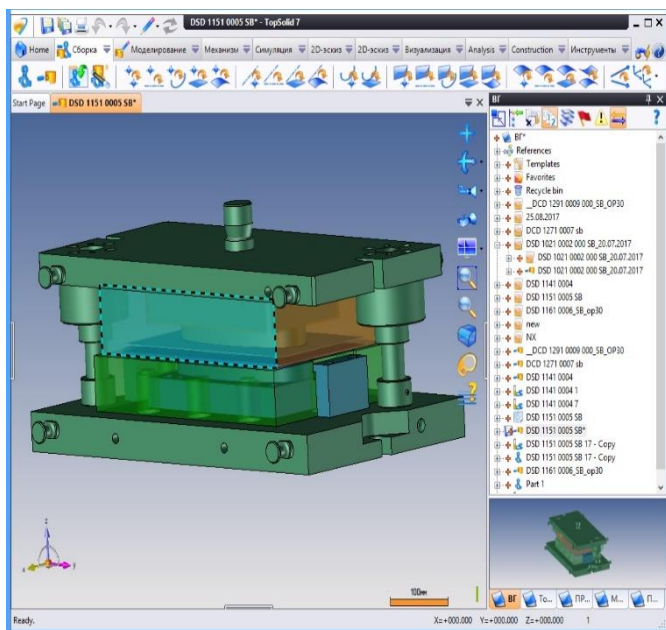 DSD 1151 0005 SB* - TopSolid 7
Home Сборка Моделирование Механизм Симуляция 2D-эскиз 2D-эскиз Визуализация Analysis Construction Инструменты
Start Page DSD 1151 0005 SB*
ВГ
ВГ*
References
Templates
Favorites
Recycle bin
__DCD 1291 0009 000_SB_OP30
25.08.2017
DCD 1271 0007 sb
DSD 1021 0002 000 SB_20.07.2017
DSD 1021 0002 000 SB_20.07.2017
DSD 1021 0002 000 SB_20.07.2017
DSD 1141 0004
DSD 1151 0005 SB
DSD 1161 0006_SB_op30
new
NX
__DCD 1291 0009 000_SB_OP30
DCD 1271 0007 sb
DSD 1141 0004
DSD 1141 0004 1
DSD 1141 0004 7
DSD 1151 0005 SB
DSD 1151 0005 SB*
DSD 1151 0005 SB 17 - Copy
DSD 1151 0005 SB 17 - Copy
DSD 1161 0006_SB_op30
Part 1
z
x
y
100мм
ВГ То... ПР... М... П...
Ready.
X=+000.000 Y=+000.000 Z=+000.000 1